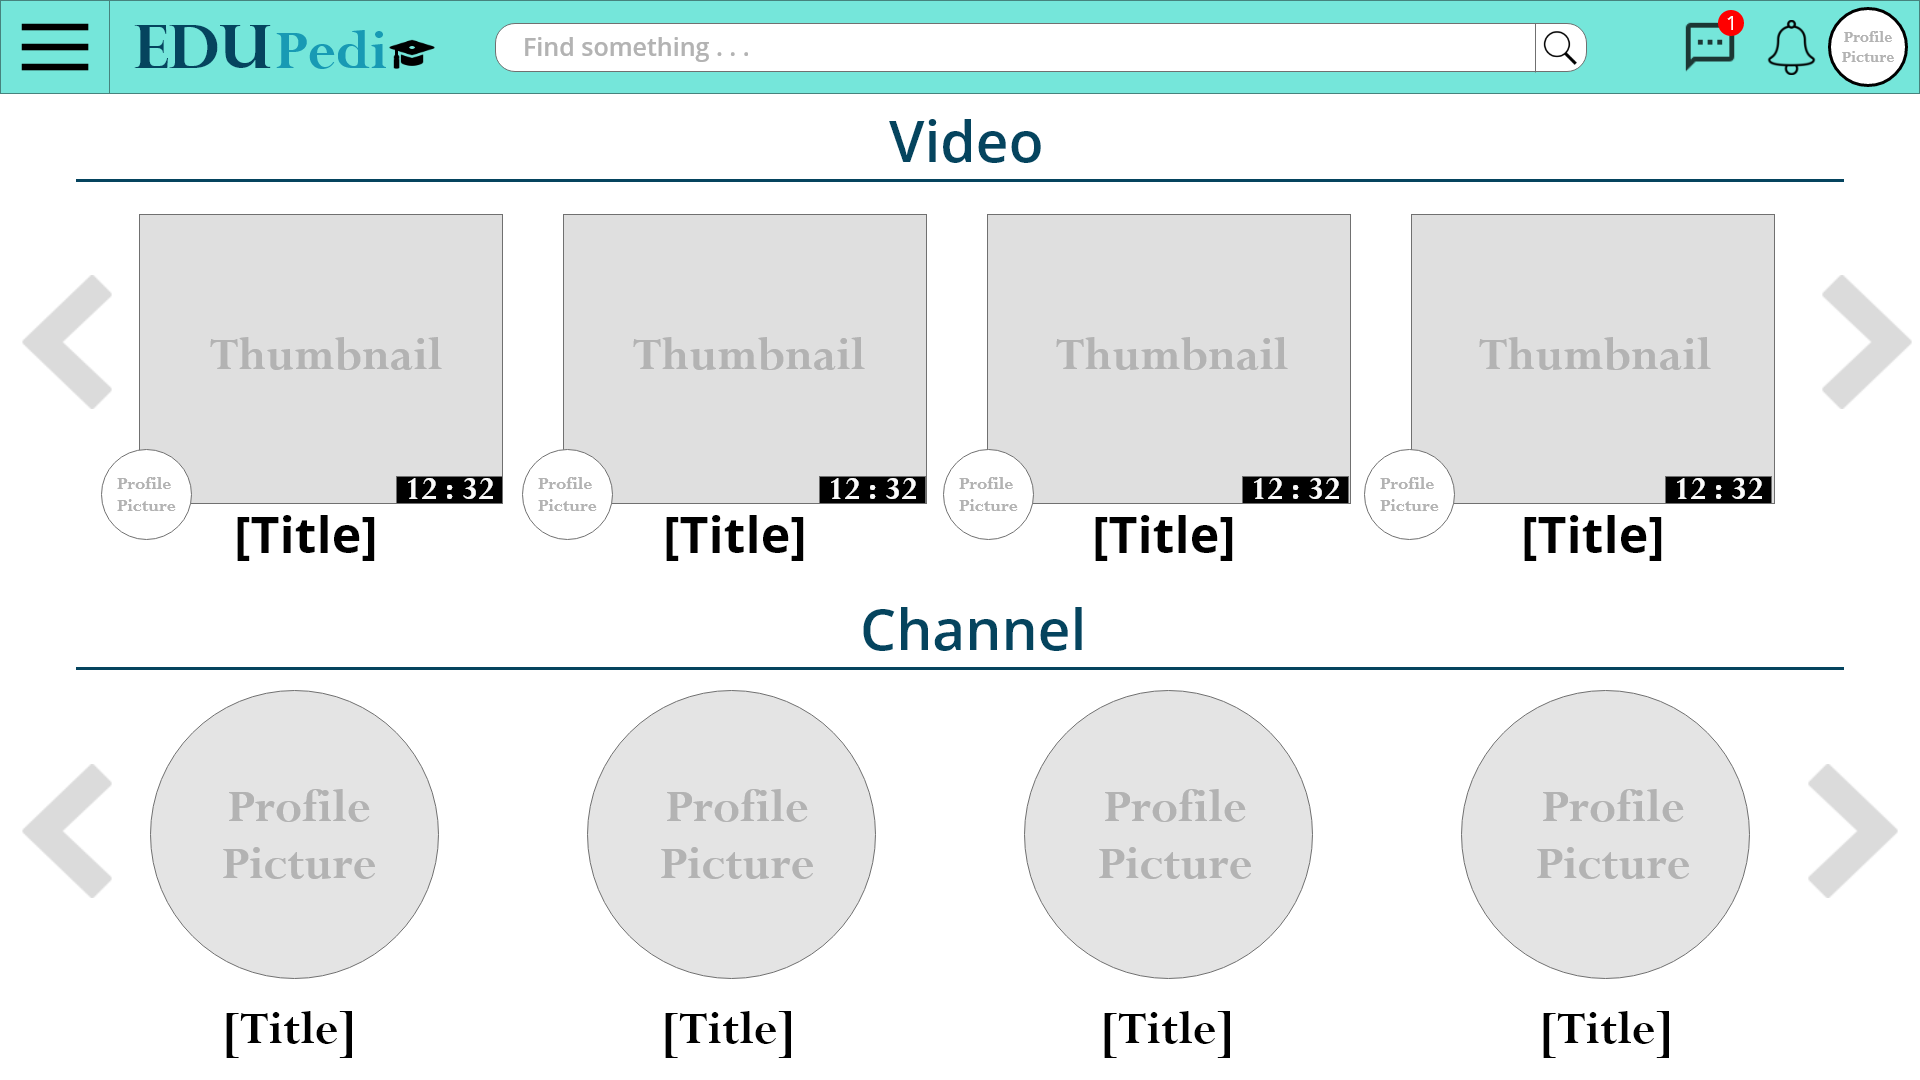 EDU Pedi
Find something . . .
1
Profile
Picture
Video
Thumbnail
Thumbnail
Thumbnail
Thumbnail
Profile
Picture
12 : 32
Profile
Picture
12 : 32
Profile
Picture
12 : 32
Profile
Picture
12 : 32
[Title]
[Title]
[Title]
[Title]
Channel
Profile
Picture
Profile
Picture
Profile
Picture
Profile
Picture
[Title]
[Title]
[Title]
[Title]